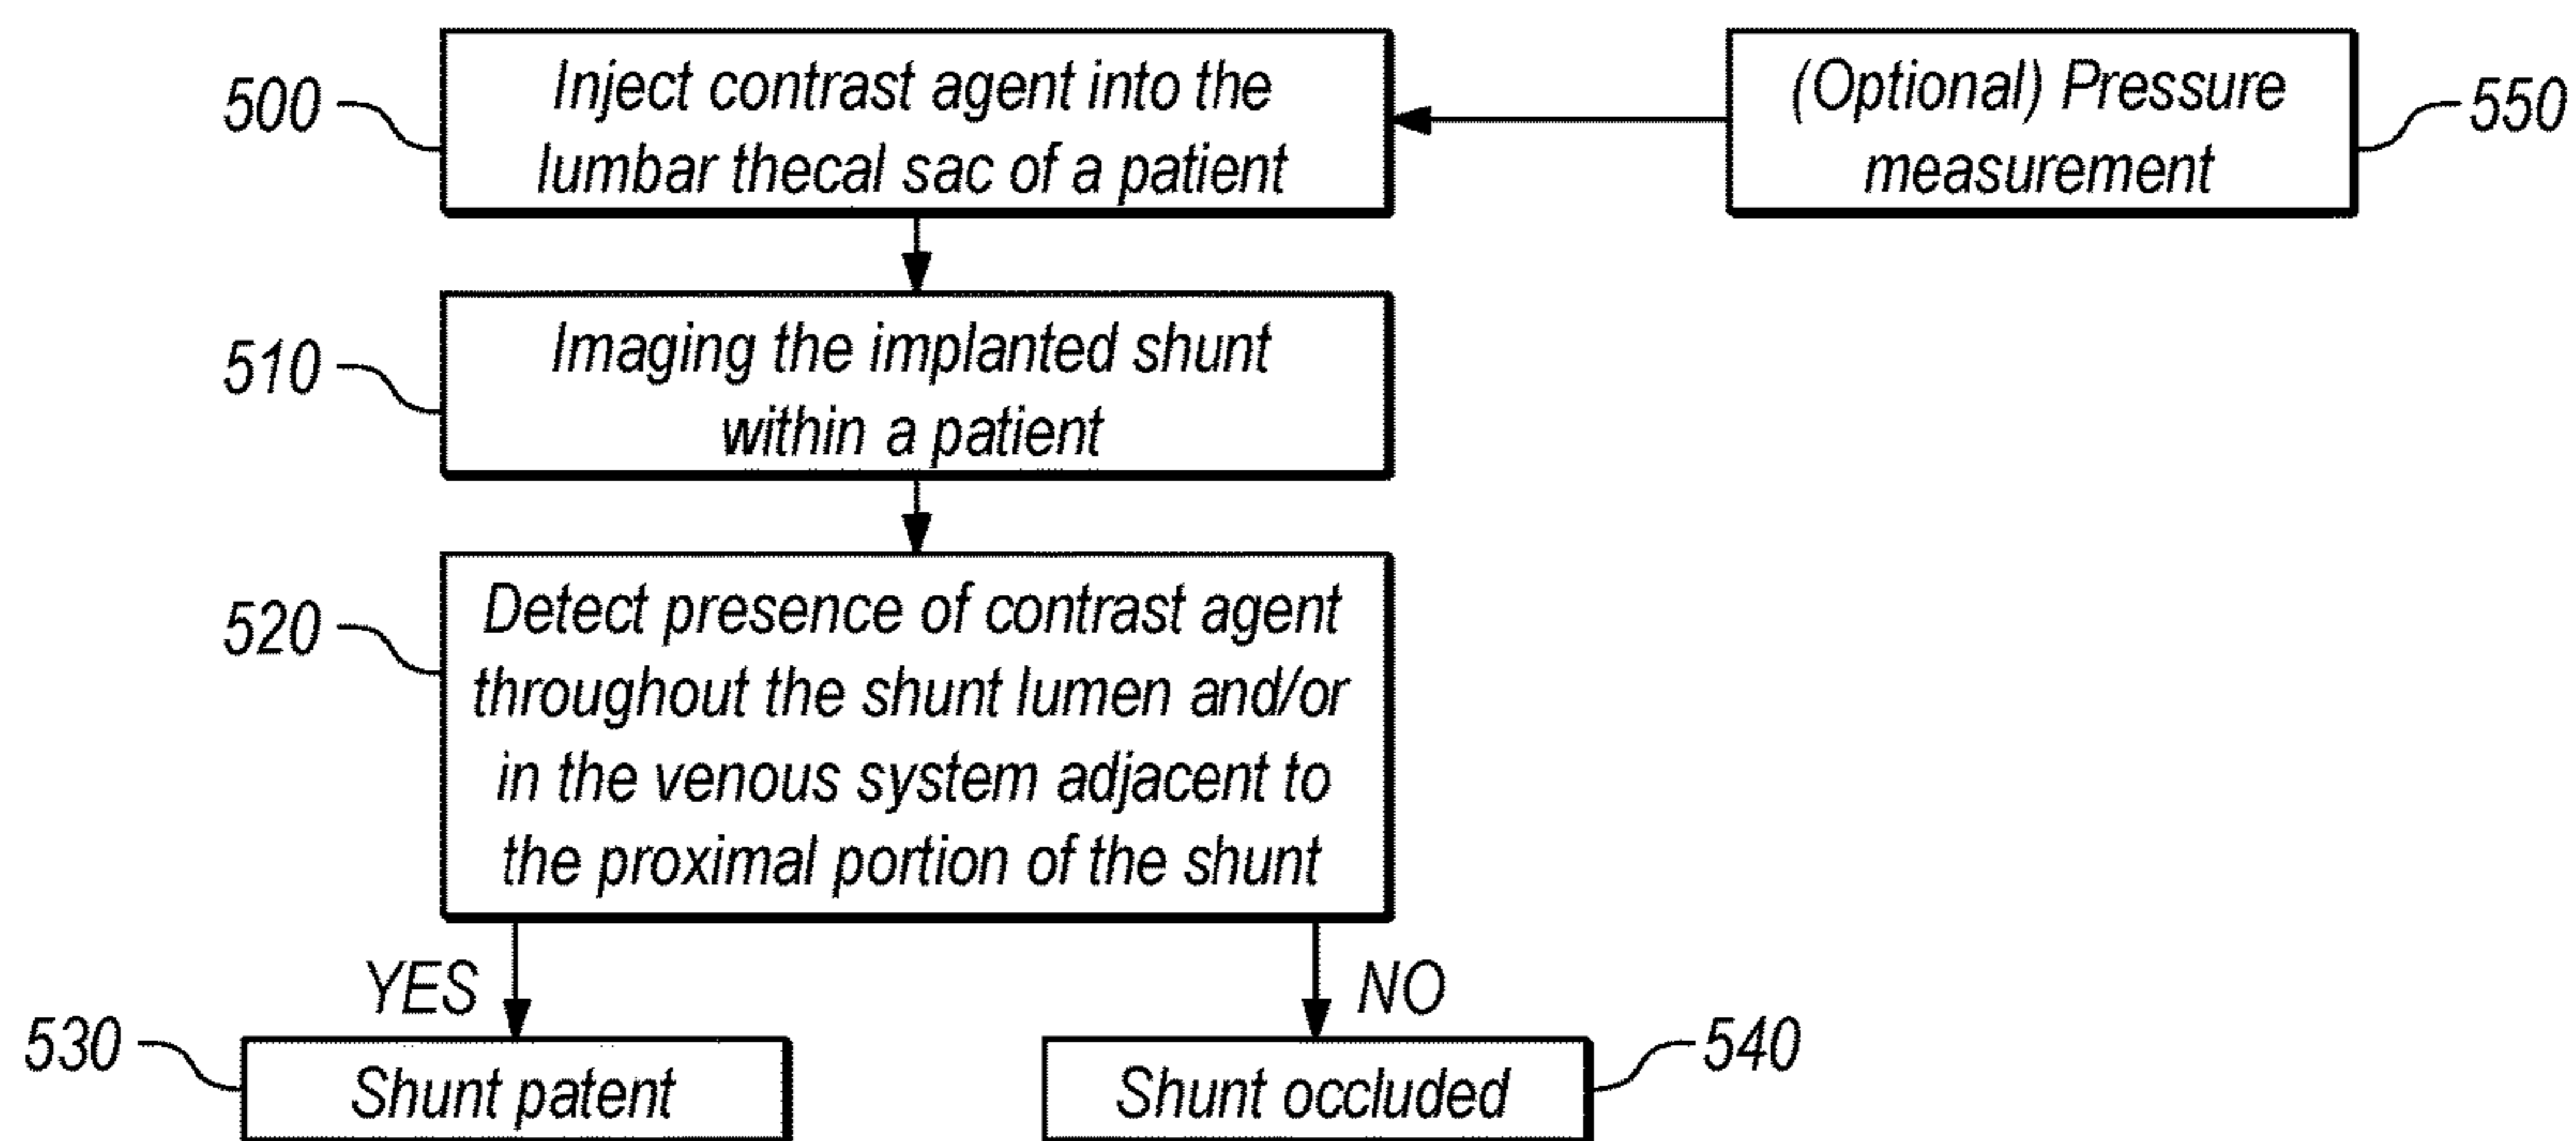 500
Inject contrast agent into the
lumbar thecal sac of a patient
(Optional) Pressure
measurement
550
510
Imaging the implanted shunt
within a patient
520
Detect presence of contrast agent
throughout the shunt lumen and/or
in the venous system adjacent to
the proximal portion of the shunt
YES
NO
530
Shunt patent
Shunt occluded
540